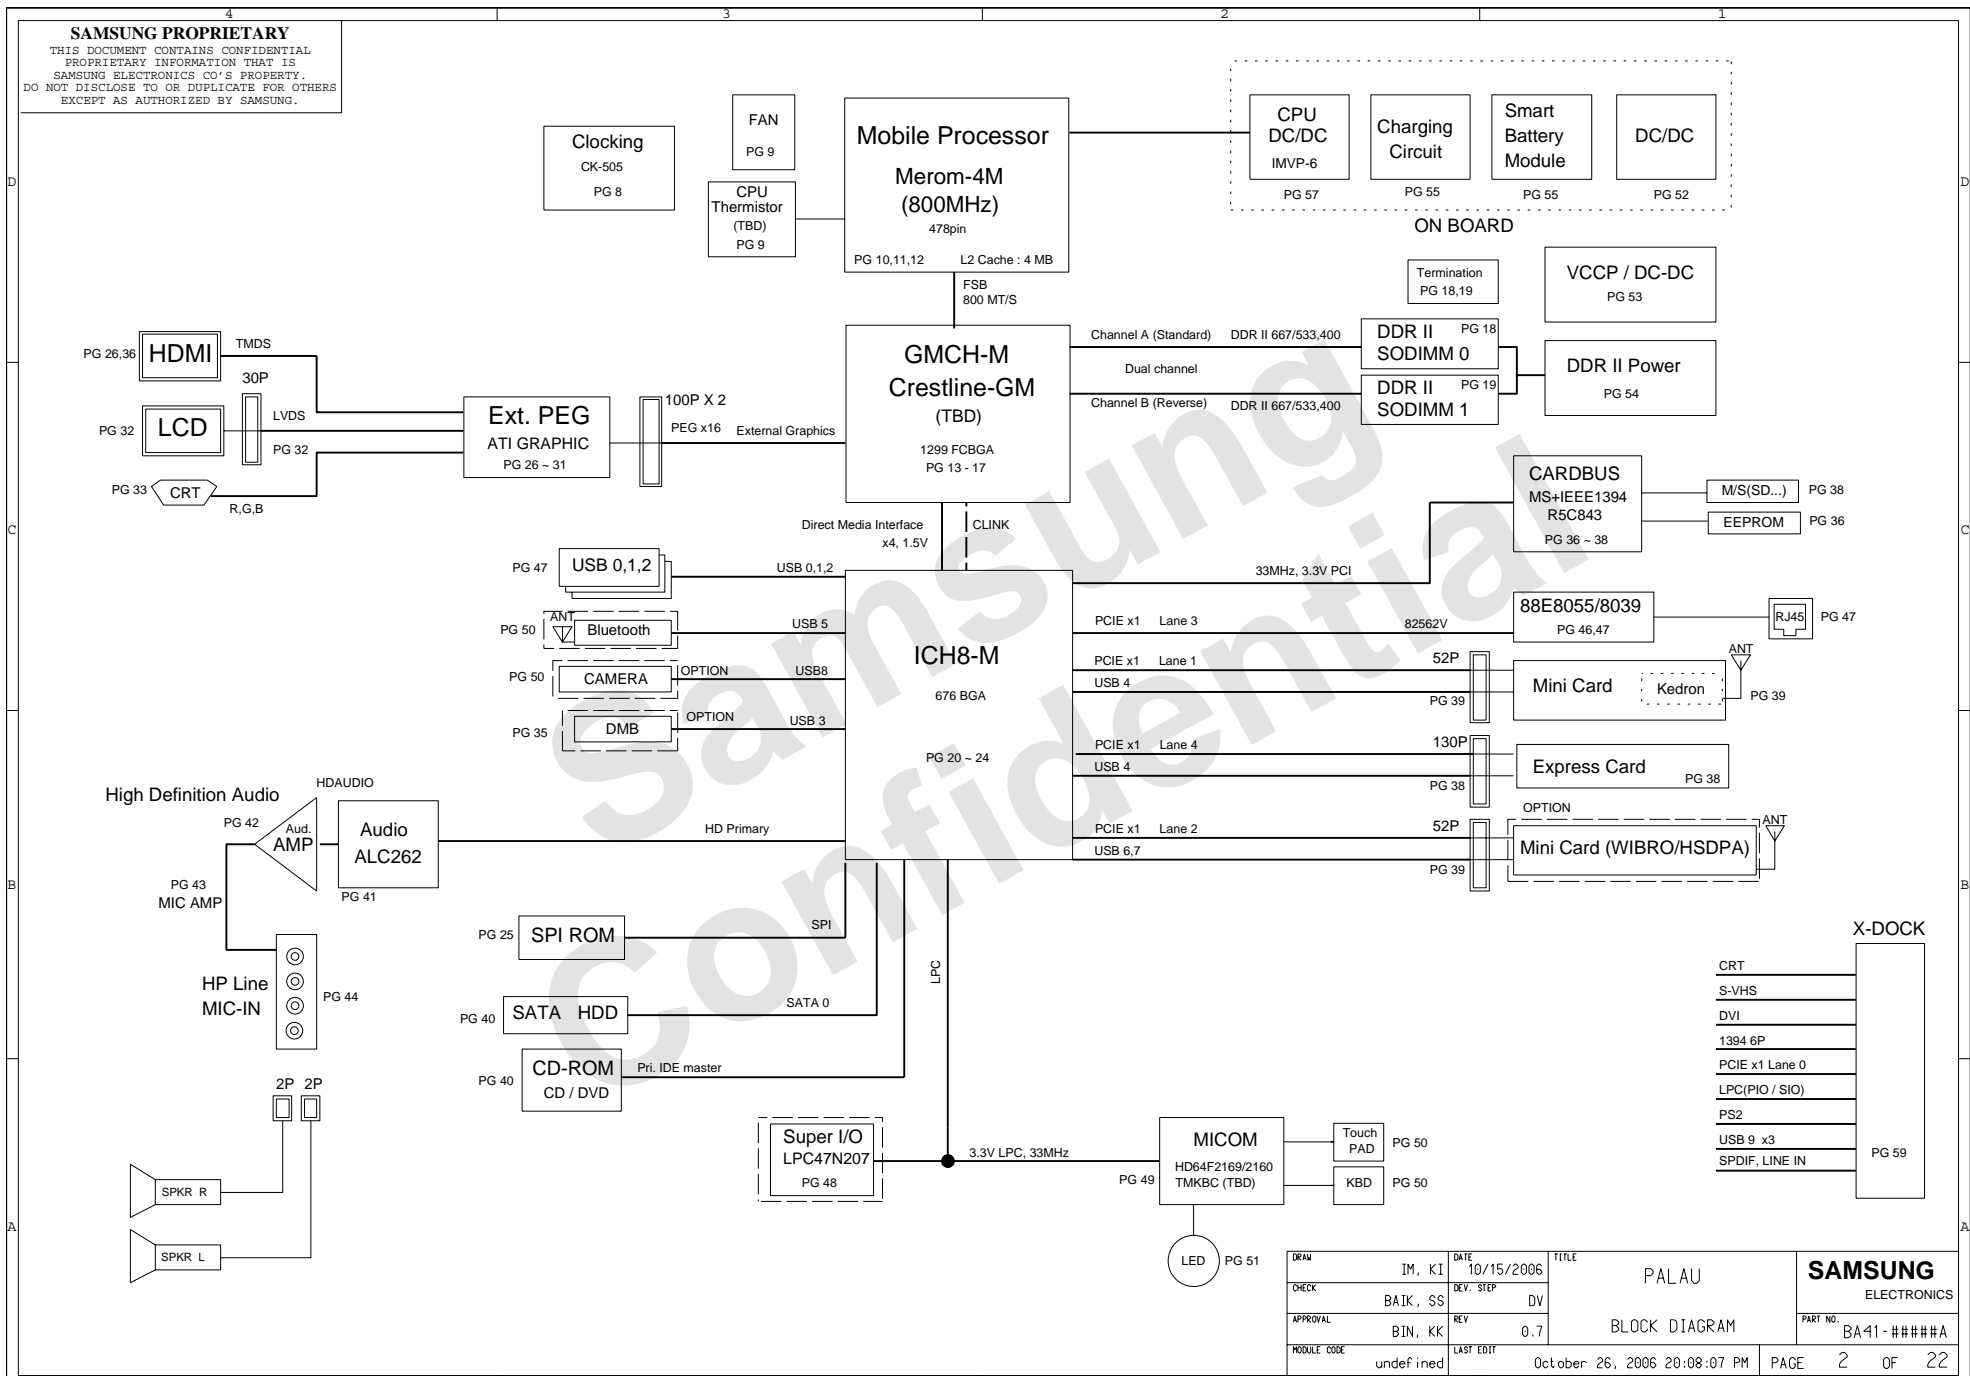 4 3 2 1
SAMSUNG PROPRIETARY
THIS DOCUMENT CONTAINS CONFIDENTIAL
PROPRIETARY INFORMATION THAT IS
SAMSUNG ELECTRONICS CO'S PROPERTY.
DO NOT DISCLOSE TO OR DUPLICATE FOR OTHERS
EXCEPT AS AUTHORIZED BY SAMSUNG.
D
D
C
C
B
B
A
A
Samsung
Confidential
Clocking
CK-505
PG 8
FAN
PG 9
CPU
Thermistor
(TBD)
PG 9
Mobile Processor
Merom-4M
(800MHz)
478pin
PG 10,11,12 L2 Cache : 4 MB
FSB
800 MT/S
CPU
DC/DC
IMVP-6
PG 57
Charging
Circuit
PG 55
Smart
Battery
Module
PG 55
DC/DC
PG 52
ON BOARD
Termination
PG 18,19
VCCP / DC-DC
PG 53
PG 26,36
HDMI
TMDS
30P
PG 32
LCD
LVDS
PG 32
PG 33
CRT
R,G,B
Ext. PEG
ATI GRAPHIC
PG 26 ~ 31
100P X 2
PEG x16 External Graphics
GMCH-M
Crestline-GM
(TBD)
1299 FCBGA
PG 13 - 17
Channel A (Standard) DDR II 667/533,400
Dual channel
Channel B (Reverse) DDR II 667/533,400
DDR II PG 18
SODIMM 0
DDR II PG 19
SODIMM 1
DDR II Power
PG 54
Direct Media Interface
x4, 1.5V
CLINK
CARDBUS
MS+IEEE1394
R5C843
PG 36 ~ 38
M/S(SD...) PG 38
EEPROM PG 36
33MHz, 3.3V PCI
PG 47
USB 0,1,2
USB 0,1,2
PG 50
ANT
Bluetooth
USB 5
PG 50
CAMERA
OPTION
USB8
PG 35
DMB
OPTION
USB 3
ICH8-M
676 BGA
PG 20 ~ 24
PCIE x1 Lane 3
82562V
88E8055/8039
PG 46,47
RJ45
PG 47
PCIE x1 Lane 1
USB 4
52P
PG 39
Mini Card
Kedron
ANT
PG 39
PCIE x1 Lane 4
USB 4
130P
PG 38
Express Card
PG 38
PCIE x1 Lane 2
USB 6,7
52P
PG 39
OPTION
Mini Card (WIBRO/HSDPA)
ANT
High Definition Audio
HDAUDIO
PG 42
Aud.
AMP
Audio
ALC262
PG 41
HD Primary
PG 43
MIC AMP
HP Line
MIC-IN
PG 44
PG 25
SPI ROM
SPI
PG 40
SATA HDD
SATA 0
PG 40
CD-ROM
CD / DVD
Pri. IDE master
LPC
2P 2P
SPKR R
SPKR L
Super I/O
LPC47N207
PG 48
3.3V LPC, 33MHz
PG 49
MICOM
HD64F2169/2160
TMKBC (TBD)
Touch
PAD
PG 50
KBD
PG 50
LED
PG 51
X-DOCK
CRT
S-VHS
DVI
1394 6P
PCIE x1 Lane 0
LPC(PIO / SIO)
PS2
USB 9 x3
SPDIF, LINE IN
PG 59
DRAW
IM, KI
DATE
10/15/2006
TITLE
PALAU
BLOCK DIAGRAM
SAMSUNG
ELECTRONICS
CHECK
BAIK, SS
DEV. STEP
DV
APPROVAL
BIN, KK
REV
0.7
PART NO.
BA41-#####A
MODULE CODE
undefined
LAST EDIT
October 26, 2006 20:08:07 PM
PAGE 2 OF 22